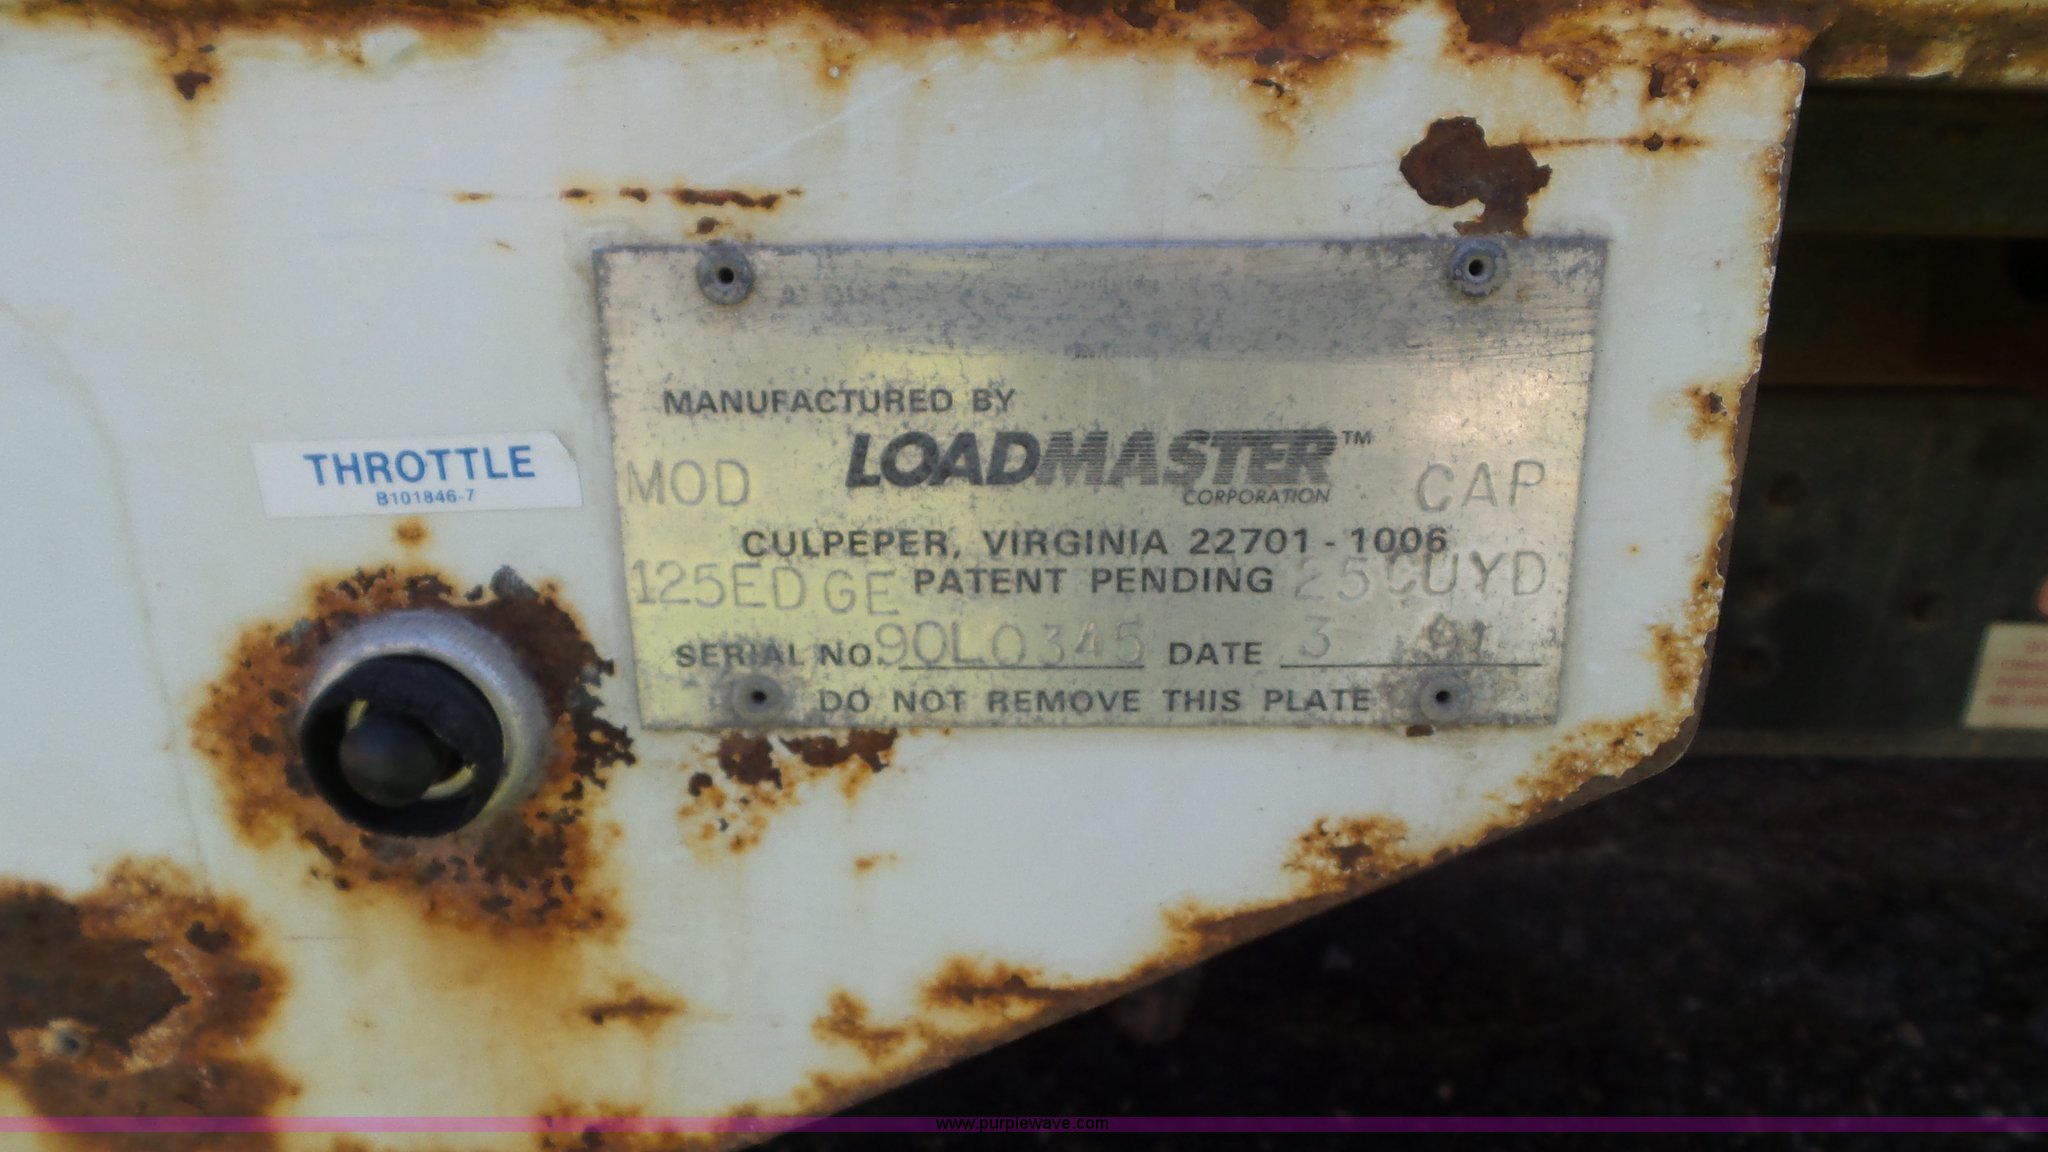 THROTTLE
B101846-7
MANUFACTURED BY
LOADMASTER™
MOD
CAP
CORPORATION
CULPEPER, VIRGINIA 22701-1006
125EDGE PATENT PENDING 25CUYD
SERIAL NO. 90L0345 DATE 3 91
DO NOT REMOVE THIS PLATE
www.purplewave.com